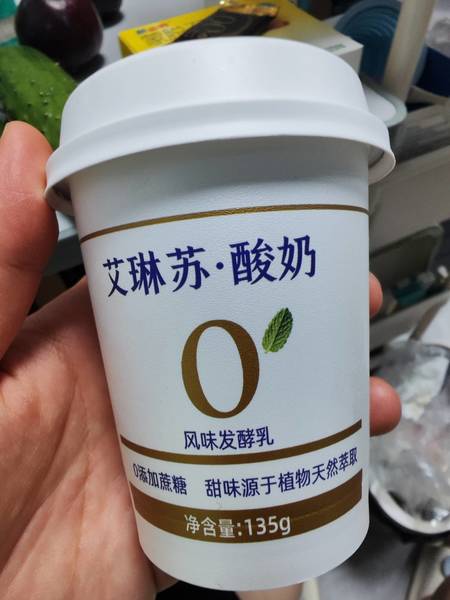 艾琳苏·酸奶
0
风味发酵乳
0添加蔗糖 甜味源于植物天然萃取
净含量:135g